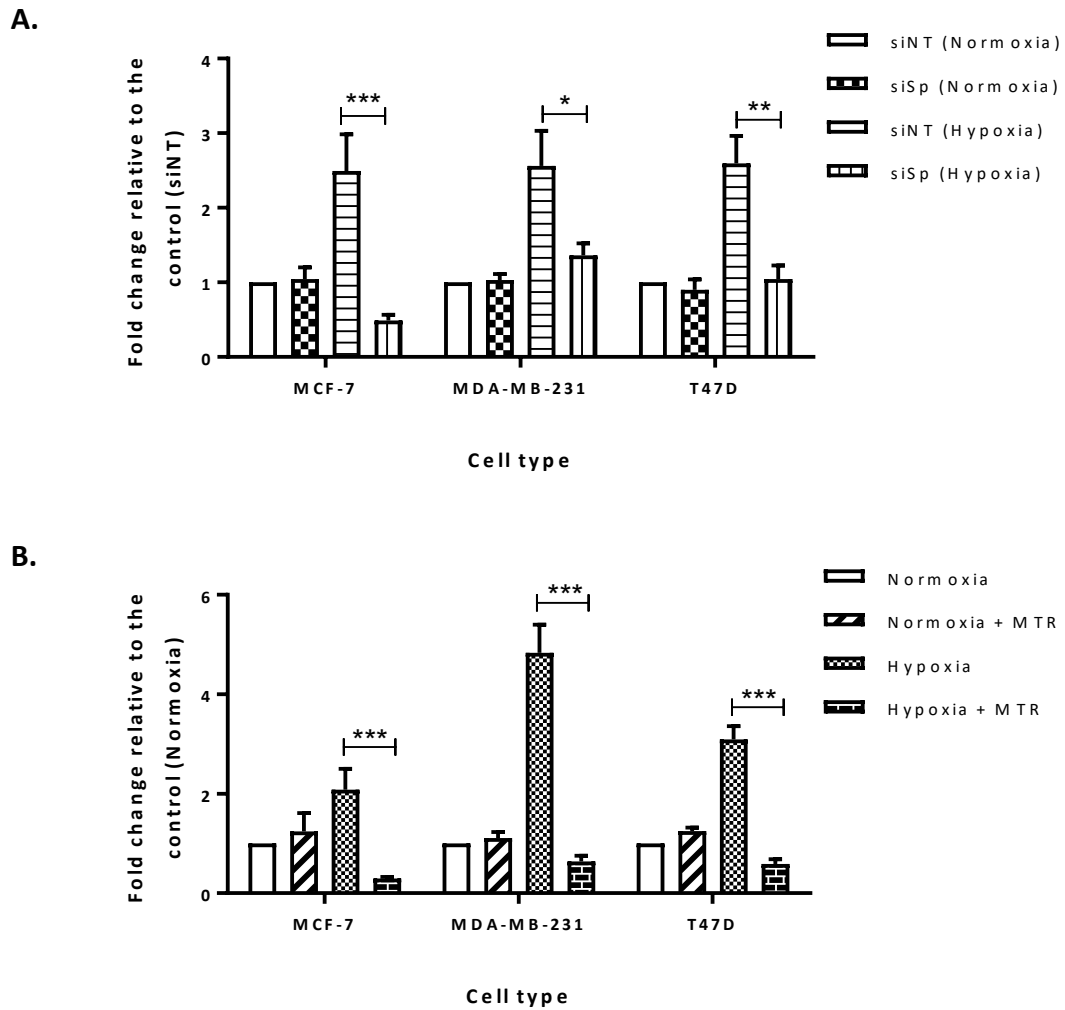 A.
Fold change relative to the
control (siNT)
4
3
2
1
0
***
*
**
MCF-7
MDA-MB-231
T47D
Cell type
siNT (Normoxia)
siSp (Normoxia)
siNT (Hypoxia)
siSp (Hypoxia)
B.
Fold change relative to the
control (Normoxia)
6
4
2
0
***
***
***
MCF-7
MDA-MB-231
T47D
Cell type
Normoxia
Normoxia + MTR
Hypoxia
Hypoxia + MTR